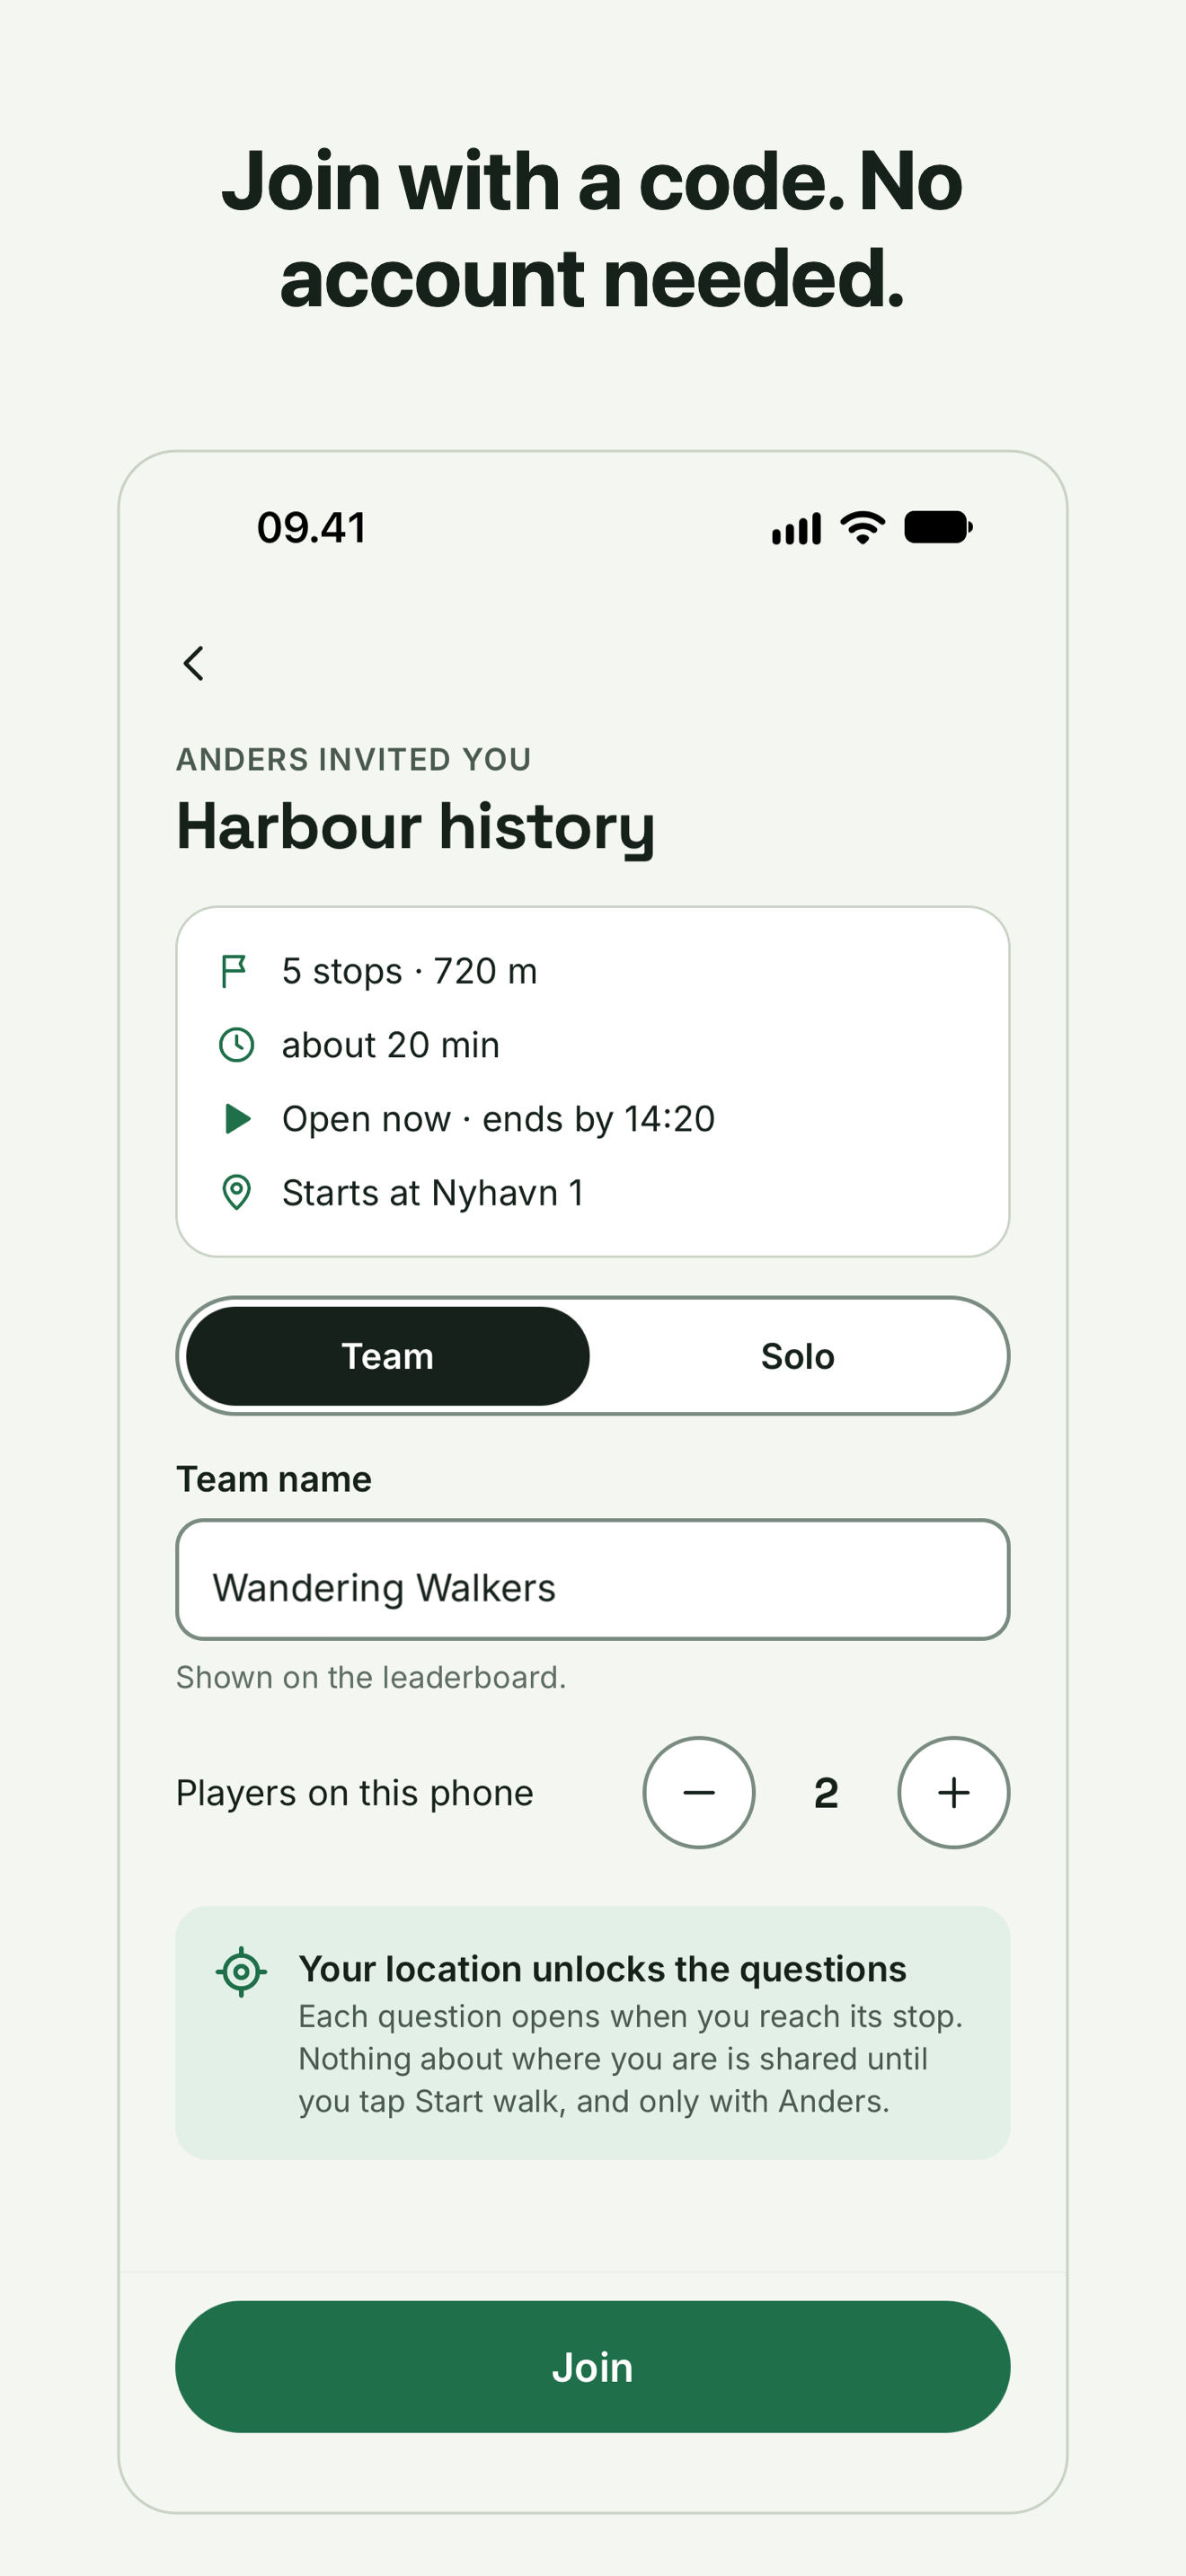 Join with a code. No
account needed.
09.41
ANDERS INVITED YOU
Harbour history
5 stops · 720 m
about 20 min
Open now · ends by 14:20
Starts at Nyhavn 1
Team
Solo
Team name
Wandering Walkers
Shown on the leaderboard.
Players on this phone
2
Your location unlocks the questions
Each question opens when you reach its stop.
Nothing about where you are is shared until
you tap Start walk, and only with Anders.
Join